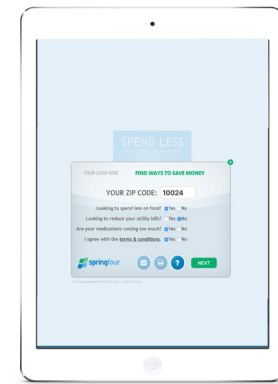 SPEND LESS
YOUR LOGO HERE FIND WAYS TO SAVE MONEY
YOUR ZIP CODE: 10024
Looking to spend less on food? Yes No
Looking to reduce your utility bills? Yes No
Are your medications costing too much? Yes No
I agree with the terms & conditions. Yes No
springfour ? NEXT